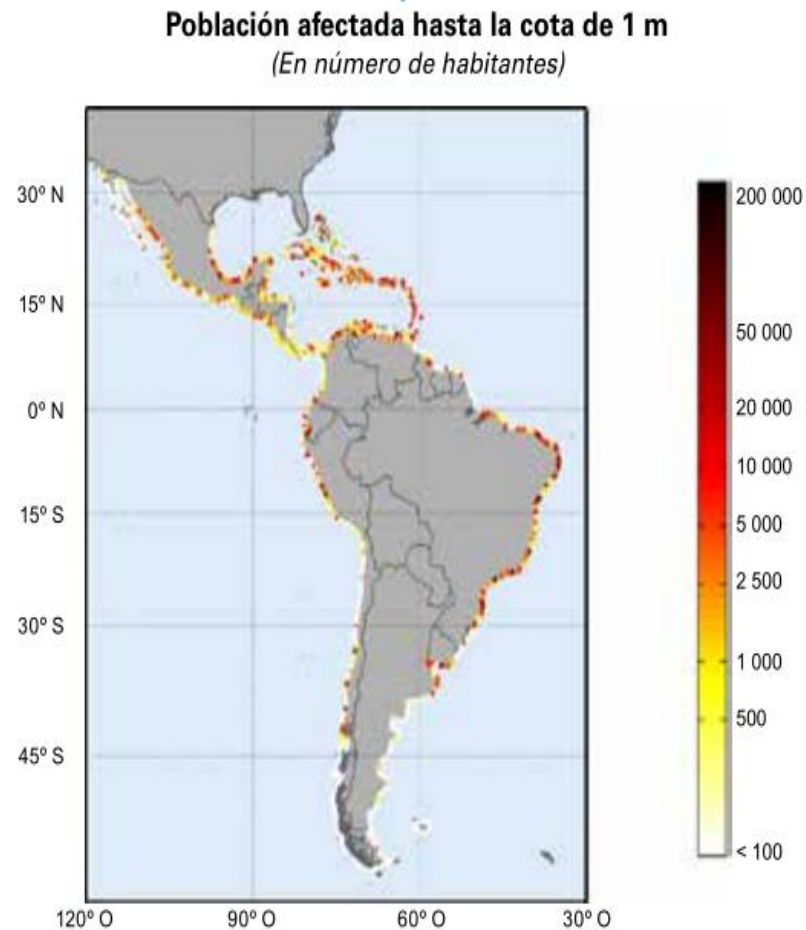 Población afectada hasta la cota de 1 m
(En número de habitantes)
30º N
15º N
0º N
15º S
30º S
45º S
120º O
90º O
60º O
30º O
200 000
50 000
20 000
10 000
5 000
2 500
1 000
500
< 100